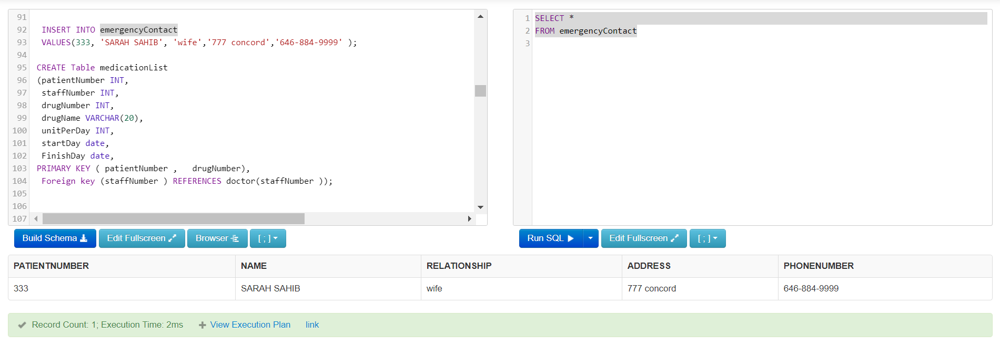 91
92 INSERT INTO emergencyContact
93 VALUES(333, 'SARAH SAHIB', 'wife','777 concord','646-884-9999' );
94
95 CREATE Table medicationList
96 (patientNumber INT,
97 staffNumber INT,
98 drugNumber INT,
99 drugName VARCHAR(20),
100 unitPerDay INT,
101 startDay date,
102 FinishDay date,
103 PRIMARY KEY ( patientNumber ,   drugNumber),
104 Foreign key (staffNumber ) REFERENCES doctor(staffNumber ));
105
106
107
1 SELECT *
2 FROM emergencyContact
3
Build Schema Edit Fullscreen Browser [ ; ]
Run SQL Edit Fullscreen [ ; ]
PATIENTNUMBER NAME RELATIONSHIP ADDRESS PHONENUMBER
333 SARAH SAHIB wife 777 concord 646-884-9999
Record Count: 1; Execution Time: 2ms View Execution Plan link